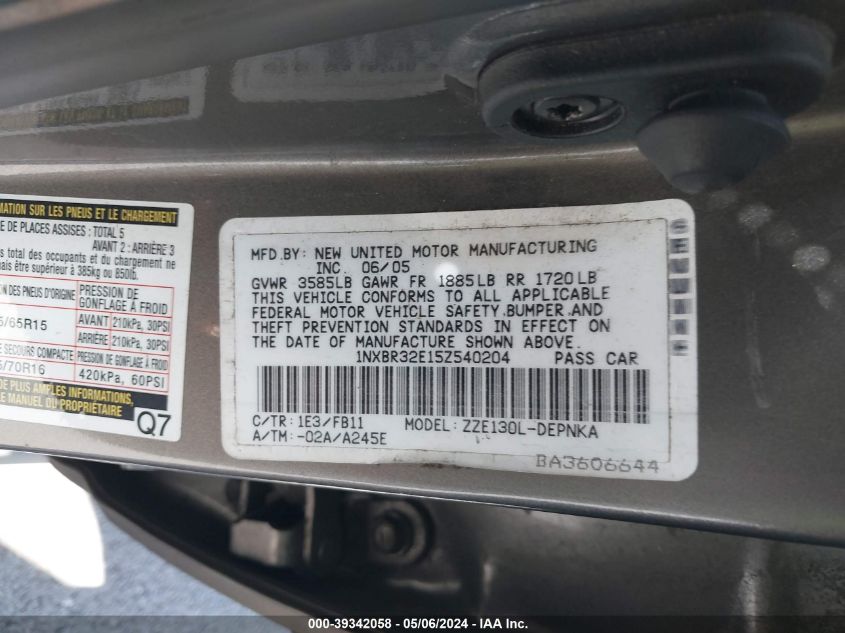 MATION SUR LES PNEUS ET LE CHARGEMENT
DE PLACES ASSISES : TOTAL 5
AVANT 2 : ARRIÈRE 3
total des occupants et du chargement ne
mais être supérieur à 385kg ou 850lb.
ION DES PNEUS D'ORIGINE
PRESSION DE
GONFLAGE À FROID
5/65R15
AVANT 210kPa, 30PSI
ARRIÈRE 210kPa, 30PSI
SECOURS COMPACTE
PRESSION DE GONFLAGE À FROID
/70R16
420kPa, 60PSI
DE PLUS AMPLES INFORMATIONS,
LE MANUEL DU PROPRIÉTAIRE
Q7
MFD.BY: NEW UNITED MOTOR MANUFACTURING
INC. 06/05
GVWR 3585LB GAWR FR 1885LB RR 1720LB
THIS VEHICLE CONFORMS TO ALL APPLICABLE
FEDERAL MOTOR VEHICLE SAFETY,BUMPER,AND
THEFT PREVENTION STANDARDS IN EFFECT ON
THE DATE OF MANUFACTURE SHOWN ABOVE.
1NXBR32E15Z540204 PASS CAR
C/TR: 1E3/FB11 MODEL: ZZE130L-DEPNKA
A/TM: -02A/A245E
BA3606644
000-39342058 - 05/06/2024 - IAA Inc.